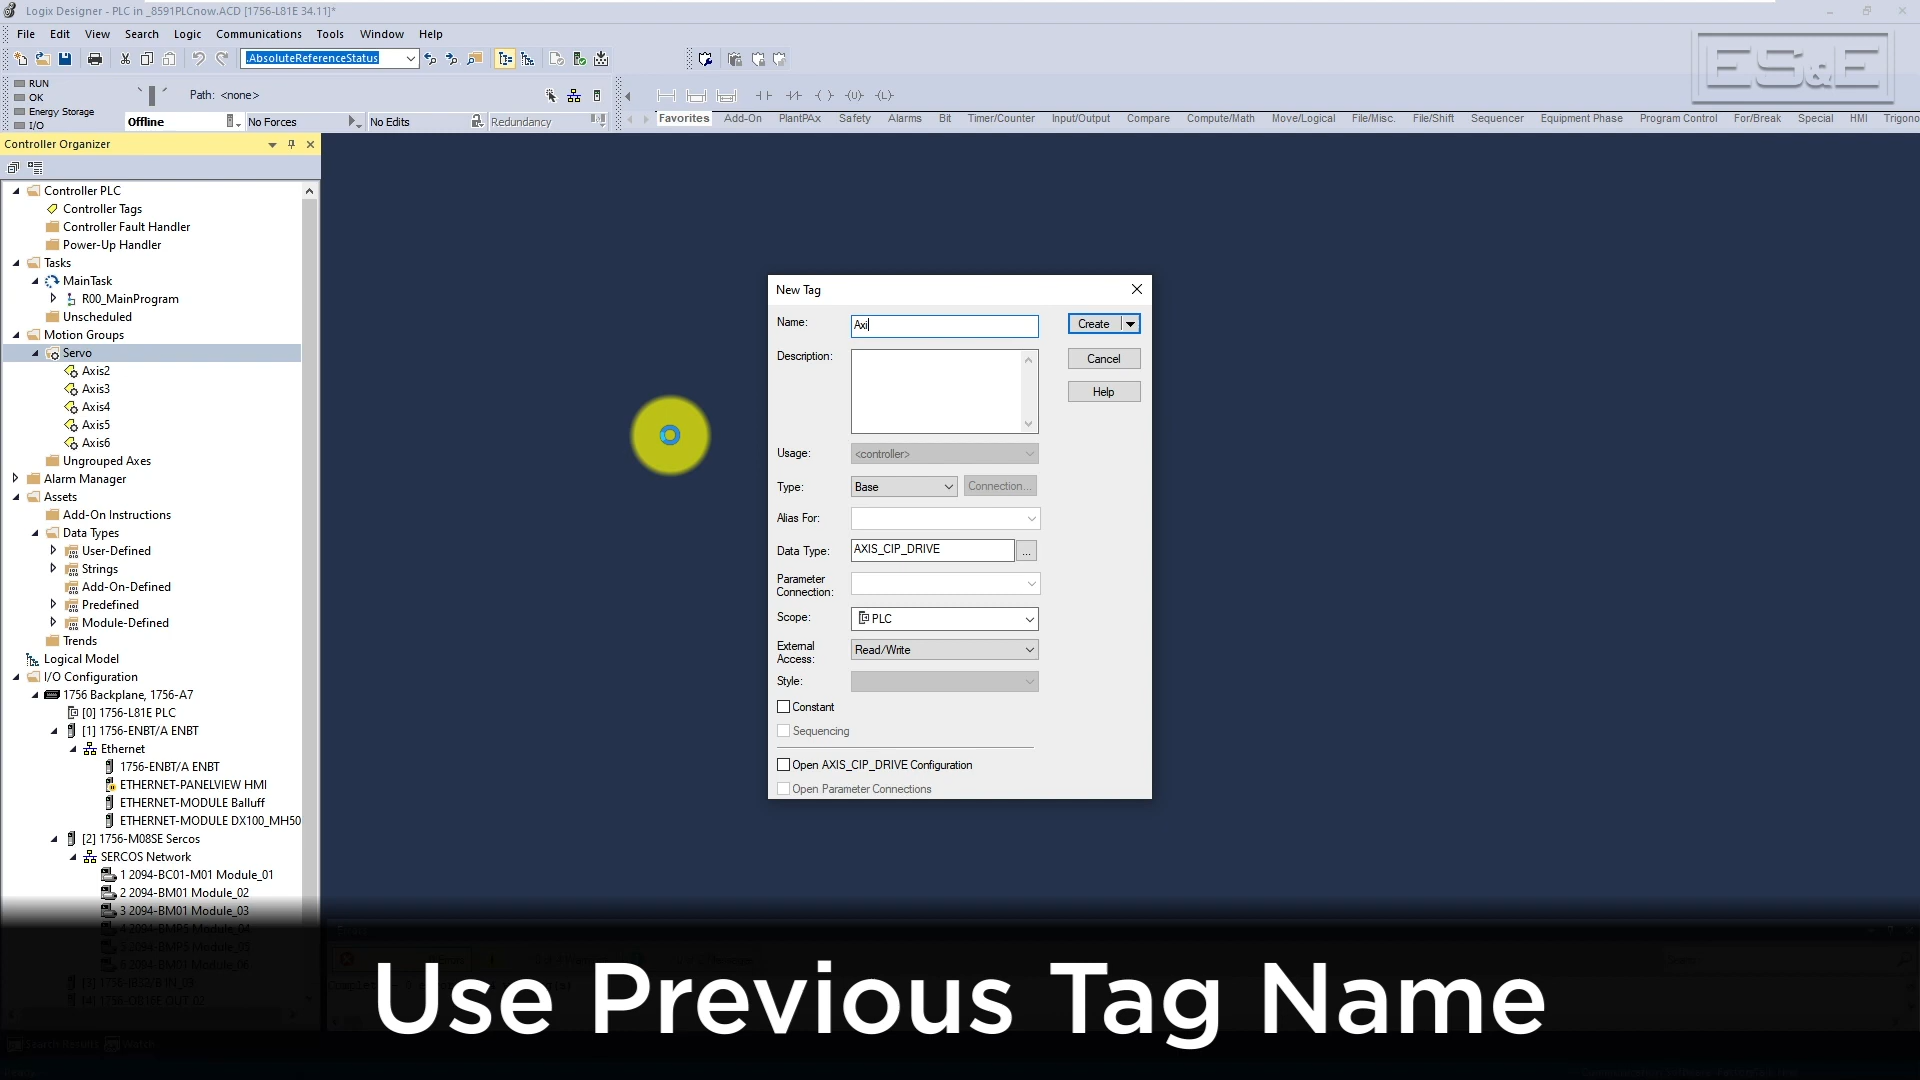 Logix Designer - PLC in _8591PLCnow.ACD [1756-L81E 34.11]*
File Edit View Search Logic Communications Tools Window Help
.AbsoluteReferenceStatus
ES&E
RUN
OK
Energy Storage
I/O
Path: <none>
Offline
No Forces
No Edits
Redundancy
Favorites Add-On PlantPAx Safety Alarms Bit Timer/Counter Input/Output Compare Compute/Math Move/Logical File/Misc. File/Shift Sequencer Equipment Phase Program Control For/Break Special HMI Trigono
Controller Organizer
Controller PLC
Controller Tags
Controller Fault Handler
Power-Up Handler
Tasks
MainTask
R00_MainProgram
Unscheduled
Motion Groups
Servo
Axis2
Axis3
Axis4
Axis5
Axis6
Ungrouped Axes
Alarm Manager
Assets
Add-On Instructions
Data Types
User-Defined
Strings
Add-On-Defined
Predefined
Module-Defined
Trends
Logical Model
I/O Configuration
1756 Backplane, 1756-A7
[0] 1756-L81E PLC
[1] 1756-ENBT/A ENBT
Ethernet
1756-ENBT/A ENBT
ETHERNET-PANELVIEW HMI
ETHERNET-MODULE Balluff
ETHERNET-MODULE DX100_MH50
[2] 1756-M08SE Sercos
SERCOS Network
1 2094-BC01-M01 Module_01
2 2094-BM01 Module_02
3 2094-BM01 Module_03
New Tag
Name: Axi
Create
Description:
Cancel
Help
Usage: <controller>
Type: Base
Connection...
Alias For:
Data Type: AXIS_CIP_DRIVE
...
Parameter
Connection:
Scope: PLC
External
Access:
Read/Write
Style:
Constant
Sequencing
Open AXIS_CIP_DRIVE Configuration
Open Parameter Connections
Use Previous Tag Name
Search Results
Watch